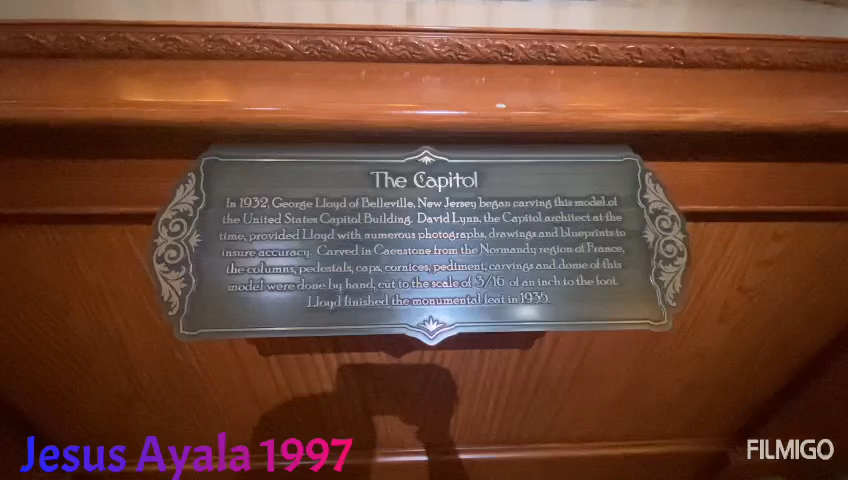 The Capitol
In 1932, George Lloyd of Belleville, New Jersey began carving this model of
the United States Capitol Building. David Lynn, the Capitol architect at the
time, provided Lloyd with numerous photographs, drawings and blueprints to
insure accuracy. Carved in Caenstone from the Normandy region of France,
the columns, pedestals, caps, cornices, pediment, carvings and dome of this
model were done by hand, cut to the scale of 3/16 of an inch to the foot.
Lloyd finished the monumental feat in 1935.
Jesus Ayala 1997
FILMIGO